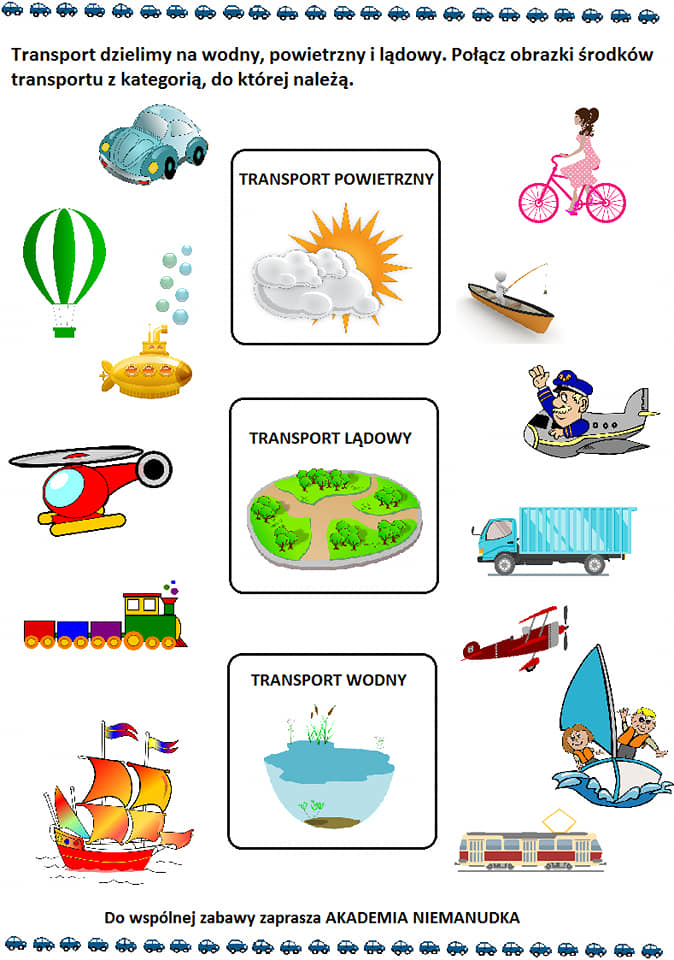 Transport dzielimy na wodny, powietrzny i lądowy. Połącz obrazki środków
transportu z kategorią, do której należą.
TRANSPORT POWIETRZNY
TRANSPORT LĄDOWY
TRANSPORT WODNY
Do wspólnej zabawy zaprasza AKADEMIA NIEMANUDKA